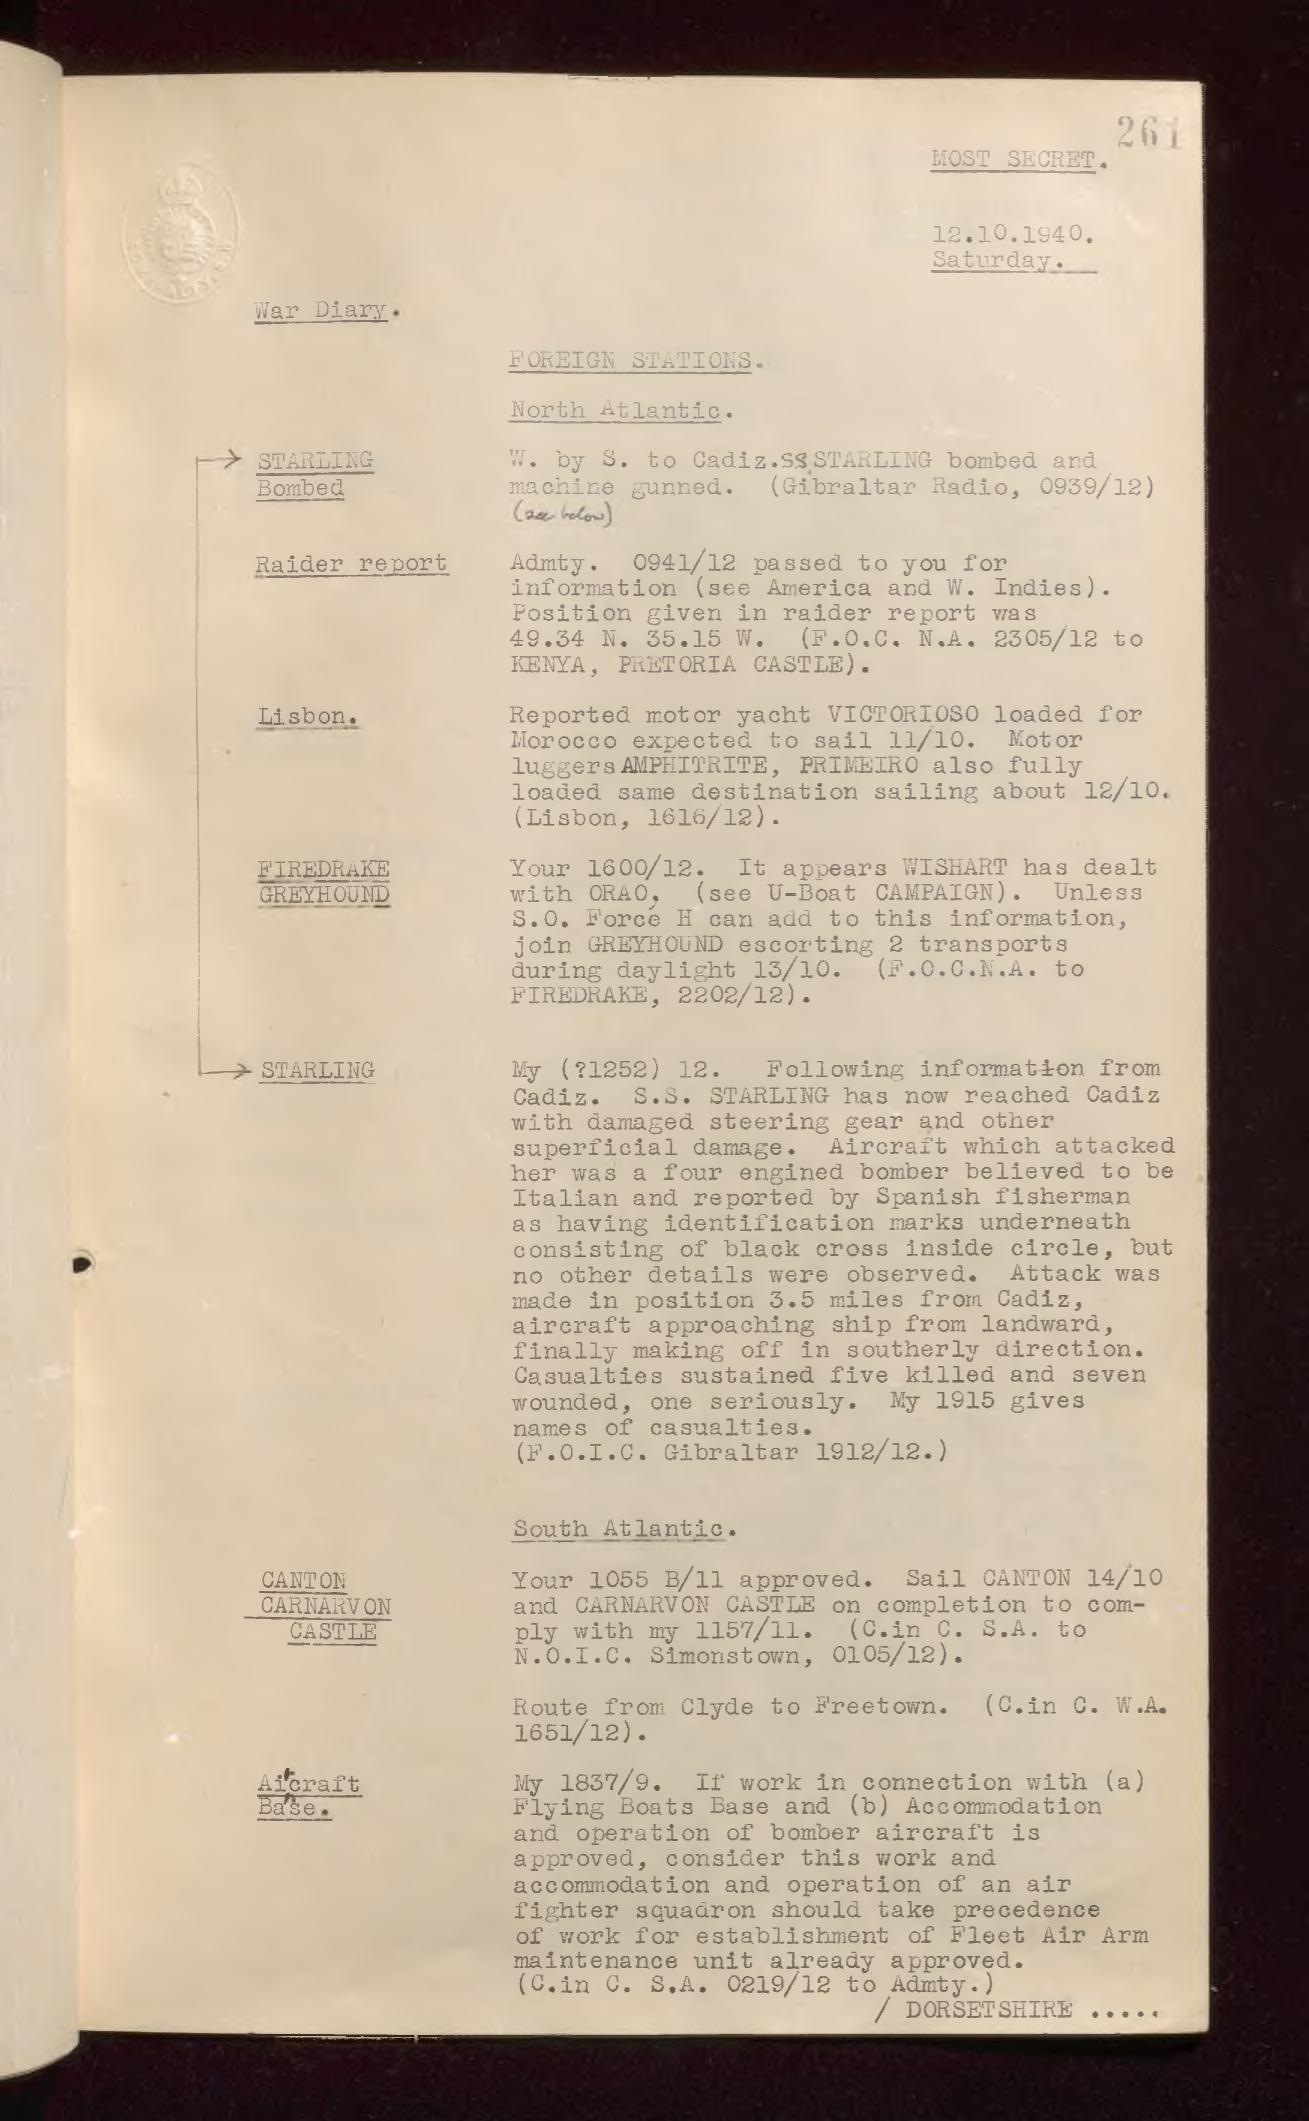 261
MOST SECRET.
12.10.1940.
Saturday.
War Diary.
FOREIGN STATIONS.
North Atlantic.
STARLING
Bombed
W. by S. to Cadiz.SS STARLING bombed and
machine gunned. (Gibraltar Radio, 0939/12)
(see below)
Raider report
Admty. 0941/12 passed to you for
information (see America and W. Indies).
Position given in raider report was
49.34 N. 35.15 W. (F.O.C. N.A. 2305/12 to
KENYA, PRETORIA CASTLE).
Lisbon.
Reported motor yacht VICTORIOSO loaded for
Morocco expected to sail 11/10. Motor
luggers AMPHITRITE, PRIMEIRO also fully
loaded same destination sailing about 12/10.
(Lisbon, 1616/12).
FIREDRAKE
GREYHOUND
Your 1600/12. It appears WISHART has dealt
with ORAO, (see U-Boat CAMPAIGN). Unless
S.O. Force H can add to this information,
join GREYHOUND escorting 2 transports
during daylight 13/10. (F.O.C.N.A. to
FIREDRAKE, 2202/12).
STARLING
My (?1252) 12. Following information from
Cadiz. S.S. STARLING has now reached Cadiz
with damaged steering gear and other
superficial damage. Aircraft which attacked
her was a four engined bomber believed to be
Italian and reported by Spanish fisherman
as having identification marks underneath
consisting of black cross inside circle, but
no other details were observed. Attack was
made in position 3.5 miles from Cadiz,
aircraft approaching ship from landward,
finally making off in southerly direction.
Casualties sustained five killed and seven
wounded, one seriously. My 1915 gives
names of casualties.
(F.O.I.C. Gibraltar 1912/12.)
South Atlantic.
CANTON
CARNARVON
CASTLE
Your 1055 B/11 approved. Sail CANTON 14/10
and CARNARVON CASTLE on completion to com-
ply with my 1157/11. (C.in C. S.A. to
N.O.I.C. Simonstown, 0105/12).
Route from Clyde to Freetown. (C.in C. W.A.
1651/12).
Aircraft
Base.
My 1837/9. If work in connection with (a)
Flying Boats Base and (b) Accommodation
and operation of bomber aircraft is
approved, consider this work and
accommodation and operation of an air
fighter squadron should take precedence
of work for establishment of Fleet Air Arm
maintenance unit already approved.
(C.in C. S.A. 0219/12 to Admty.)
/ DORSETSHIRE .....